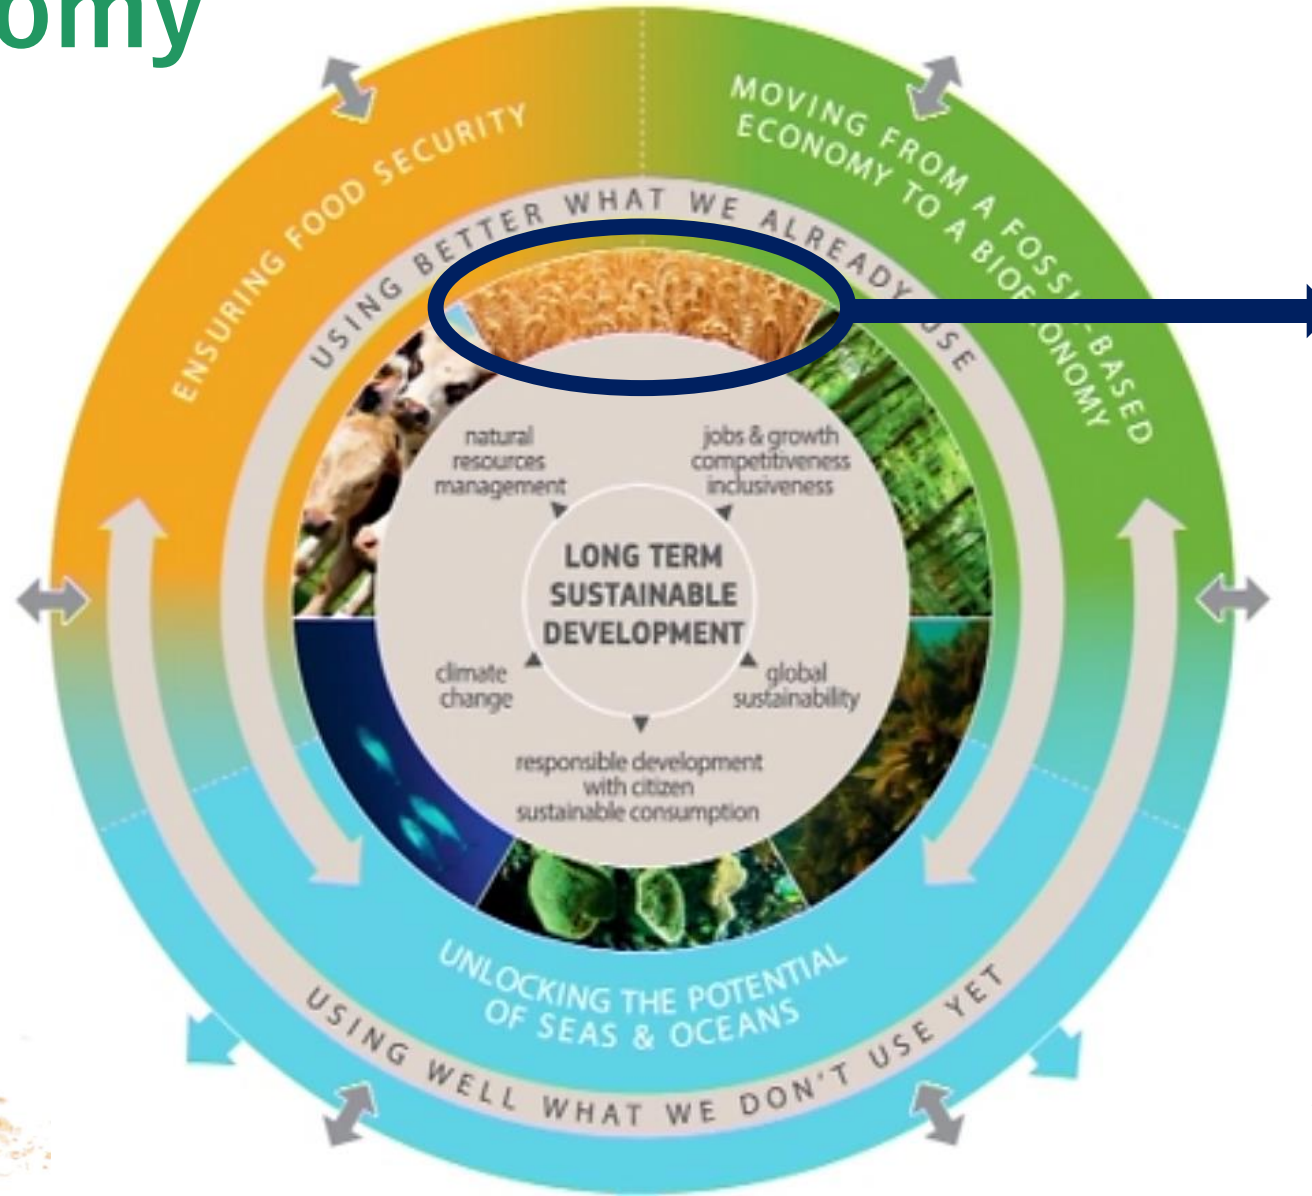 omy
ENSURING FOOD SECURITY
MOVING FROM A FOSSIL-BASED
ECONOMY TO A BIOECONOMY
USING BETTER WHAT WE ALREADY USE
natural
resources
management
jobs & growth
competitiveness
inclusiveness
LONG TERM
SUSTAINABLE
DEVELOPMENT
climate
change
global
sustainability
responsible development
with citizen
sustainable consumption
UNLOCKING THE POTENTIAL
OF SEAS & OCEANS
USING WELL WHAT WE DON'T USE YET